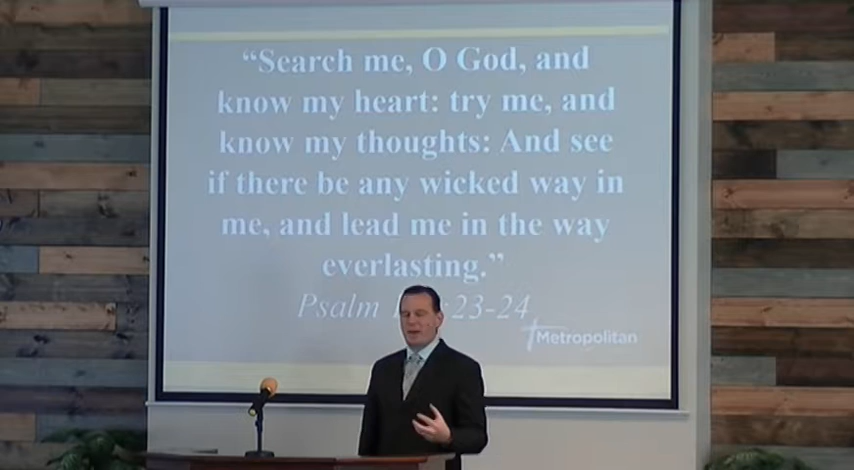 “Search me, O God, and
know my heart: try me, and
know my thoughts: And see
if there be any wicked way in
me, and lead me in the way
everlasting.”
Psalm :23-24
Metropolitan